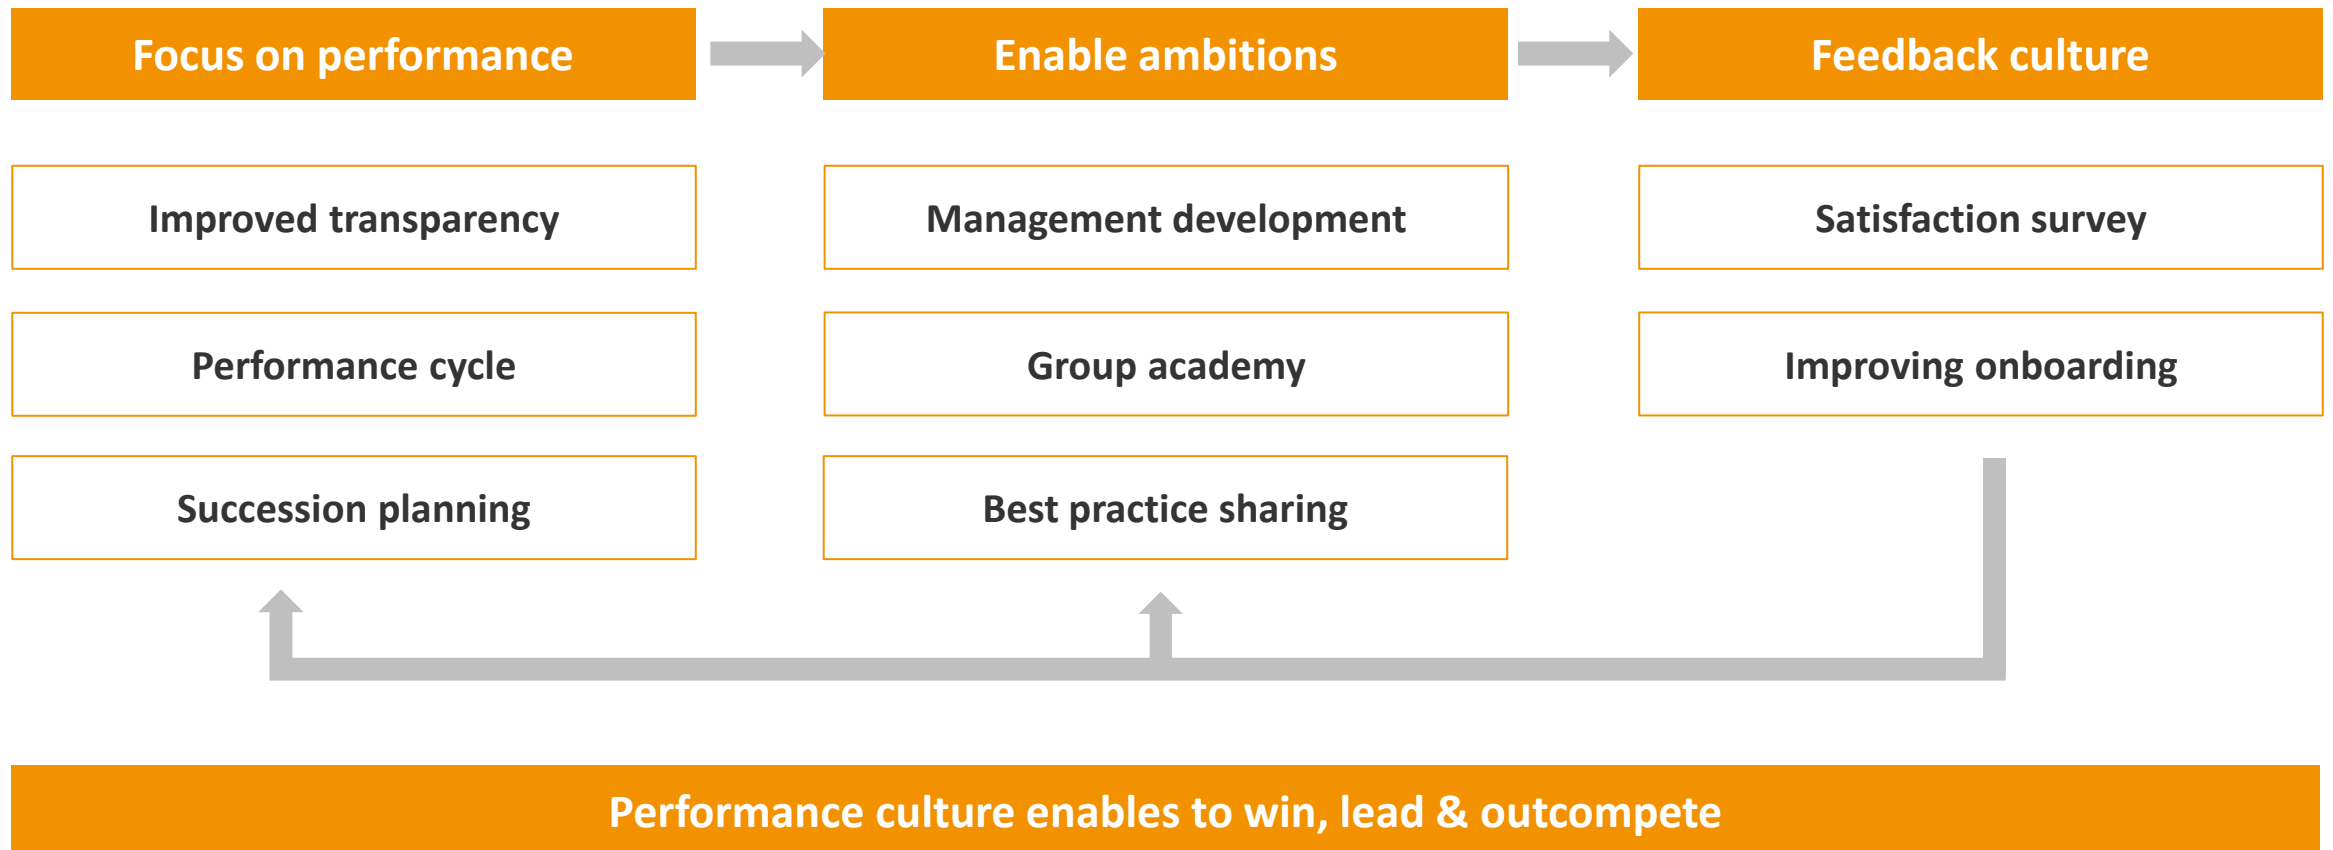 Focus on performance
Enable ambitions
Feedback culture
Improved transparency
Management development
Satisfaction survey
Performance cycle
Group academy
Improving onboarding
Succession planning
Best practice sharing
Performance culture enables to win, lead & outcompete